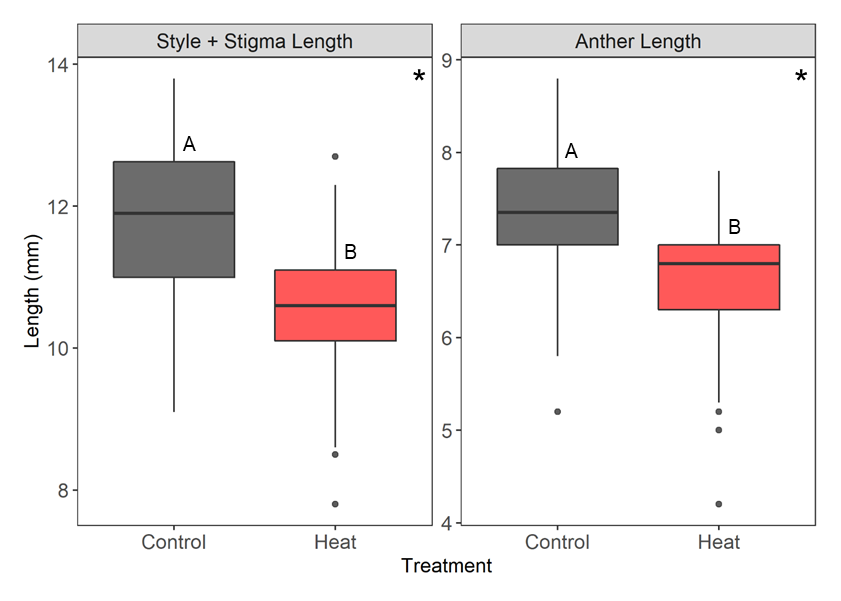 Style + Stigma Length
Anther Length
Length (mm)
14
12
10
8
*
A
B
Control
Heat
9
8
7
6
5
4
*
A
B
Control
Heat
Treatment